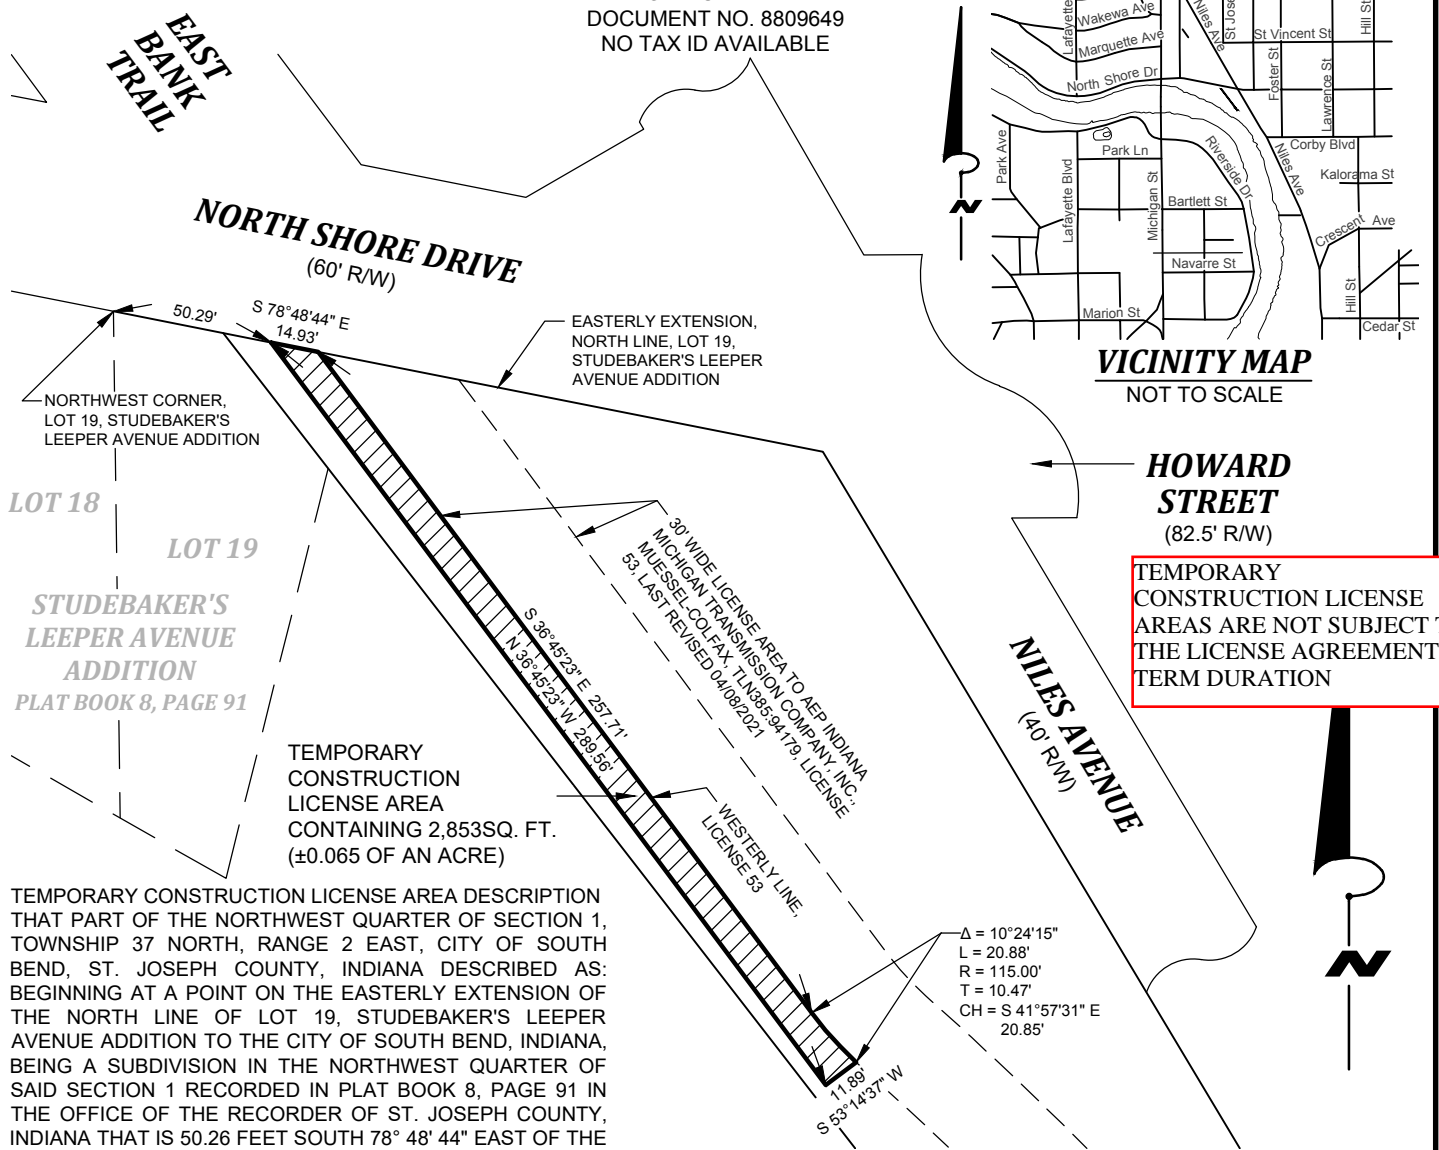 DOCUMENT NO. 8809649
NO TAX ID AVAILABLE
EAST
BANK
TRAIL
NORTH SHORE DRIVE
(60' R/W)
50.29'
S 78°48'44" E
14.93'
EASTERLY EXTENSION,
NORTH LINE, LOT 19,
STUDEBAKER'S LEEPER
AVENUE ADDITION
NORTHWEST CORNER,
LOT 19, STUDEBAKER'S
LEEPER AVENUE ADDITION
LOT 18
LOT 19
STUDEBAKER'S
LEEPER AVENUE
ADDITION
PLAT BOOK 8, PAGE 91
N
Lafayette
Wakewa Ave
Marquette Ave
North Shore Dr
Niles Ave
St Jose
St Vincent St
Hill St
Foster St
Lawrence St
Park Ave
Park Ln
Lafayette Blvd
Michigan St
Riverside Dr
Niles Ave
Corby Blvd
Kalorama St
Bartlett St
Crescent Ave
Navarre St
Hill St
Marion St
Cedar St
VICINITY MAP
NOT TO SCALE
HOWARD
STREET
(82.5' R/W)
TEMPORARY
CONSTRUCTION LICENSE
AREAS ARE NOT SUBJECT T
THE LICENSE AGREEMENT
TERM DURATION
30' WIDE LICENSE AREA TO AEP INDIANA
MICHIGAN TRANSMISSION COMPANY, INC.,
MUESSEL-COLFAX, TLN385:94179, LICENSE
53, LAST REVISED 04/08/2021
S 36°45'23" E 257.71'
N 36°45'23" W 289.56'
NILES AVENUE
(40' R/W)
TEMPORARY
CONSTRUCTION
LICENSE AREA
CONTAINING 2,853SQ. FT.
(±0.065 OF AN ACRE)
WESTERLY LINE,
LICENSE 53
Δ = 10°24'15"
L = 20.88'
R = 115.00'
T = 10.47'
CH = S 41°57'31" E
20.85'
11.89'
S 53°14'37" W
N
TEMPORARY CONSTRUCTION LICENSE AREA DESCRIPTION
THAT PART OF THE NORTHWEST QUARTER OF SECTION 1,
TOWNSHIP 37 NORTH, RANGE 2 EAST, CITY OF SOUTH
BEND, ST. JOSEPH COUNTY, INDIANA DESCRIBED AS:
BEGINNING AT A POINT ON THE EASTERLY EXTENSION OF
THE NORTH LINE OF LOT 19, STUDEBAKER'S LEEPER
AVENUE ADDITION TO THE CITY OF SOUTH BEND, INDIANA,
BEING A SUBDIVISION IN THE NORTHWEST QUARTER OF
SAID SECTION 1 RECORDED IN PLAT BOOK 8, PAGE 91 IN
THE OFFICE OF THE RECORDER OF ST. JOSEPH COUNTY,
INDIANA THAT IS 50.26 FEET SOUTH 78° 48' 44" EAST OF THE